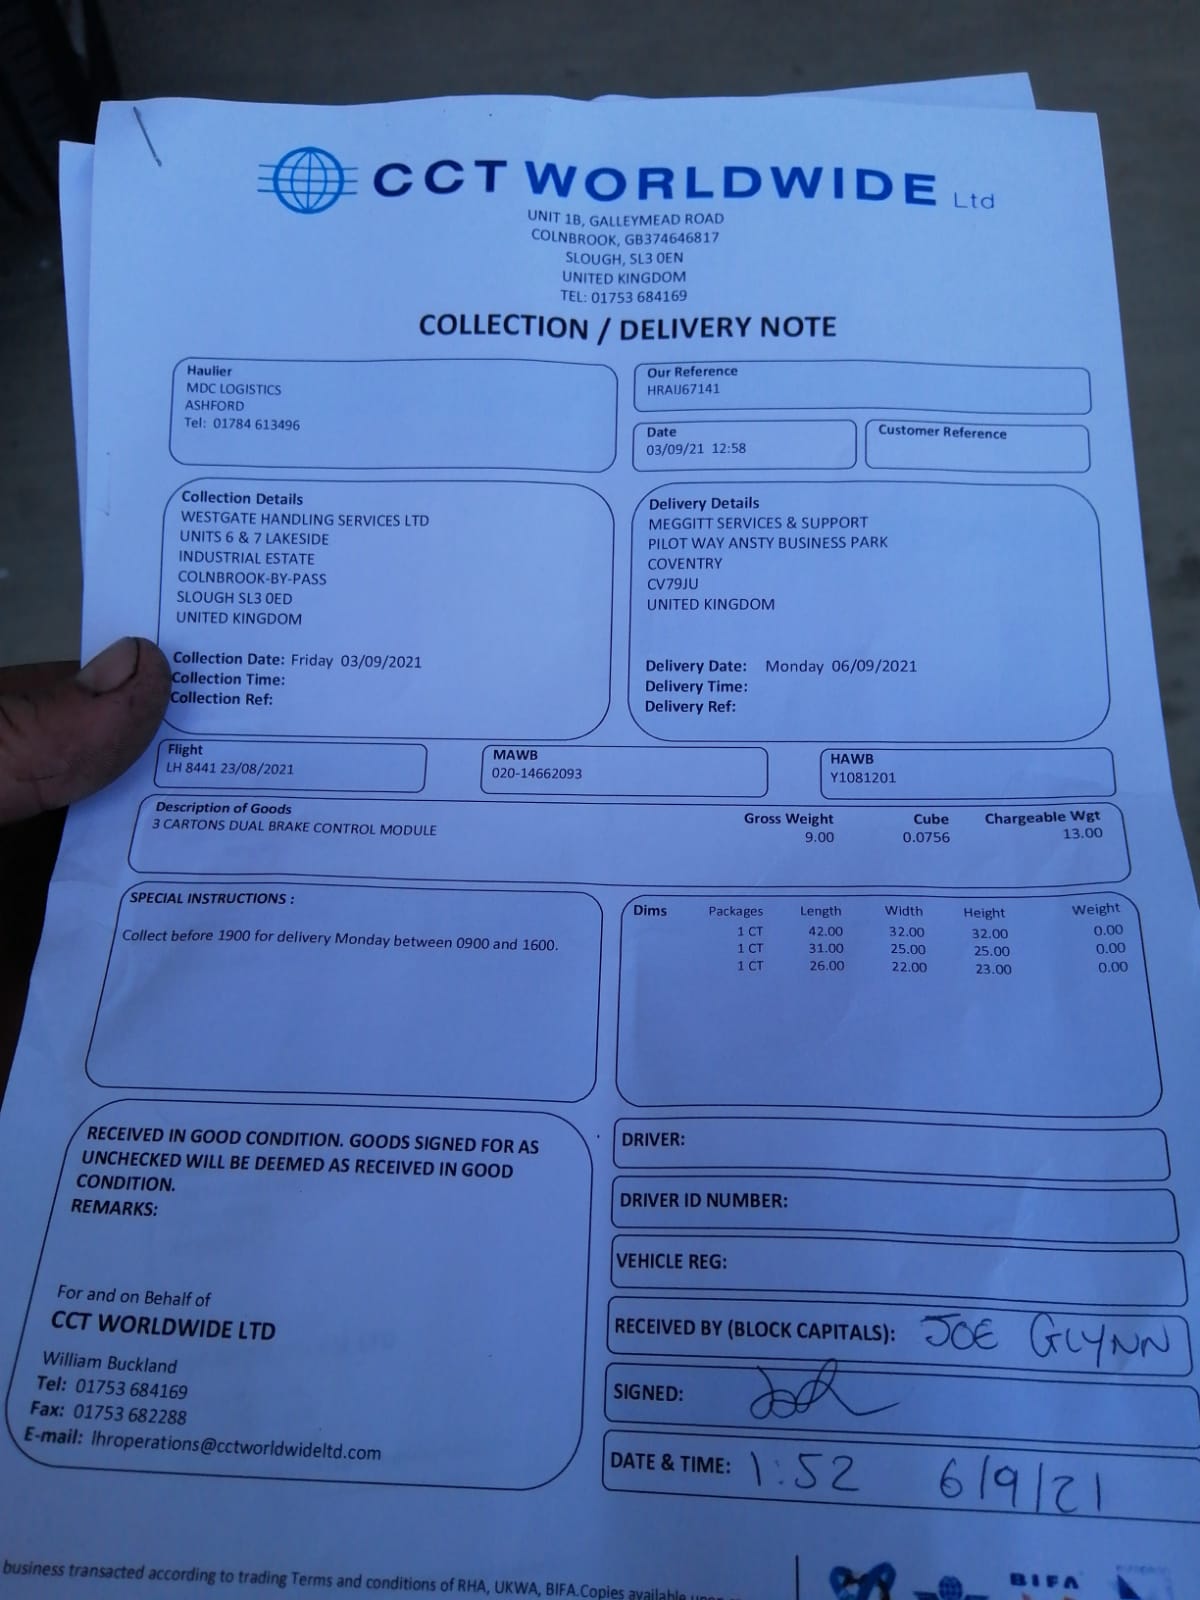 CCT WORLDWIDE Ltd
UNIT 1B, GALLEYMEAD ROAD
COLNBROOK, GB374646817
SLOUGH, SL3 0EN
UNITED KINGDOM
TEL: 01753 684169
COLLECTION / DELIVERY NOTE
Haulier
MDC LOGISTICS
ASHFORD
Tel: 01784 613496
Our Reference
HRAIJ67141
Date
03/09/21 12:58
Customer Reference
Collection Details
WESTGATE HANDLING SERVICES LTD
UNITS 6 & 7 LAKESIDE
INDUSTRIAL ESTATE
COLNBROOK-BY-PASS
SLOUGH SL3 0ED
UNITED KINGDOM
Collection Date: Friday 03/09/2021
Collection Time:
Collection Ref:
Delivery Details
MEGGITT SERVICES & SUPPORT
PILOT WAY ANSTY BUSINESS PARK
COVENTRY
CV79JU
UNITED KINGDOM
Delivery Date: Monday 06/09/2021
Delivery Time:
Delivery Ref:
Flight
LH 8441 23/08/2021
MAWB
020-14662093
HAWB
Y1081201
Description of Goods Gross Weight Cube Chargeable Wgt
3 CARTONS DUAL BRAKE CONTROL MODULE 9.00 0.0756 13.00
SPECIAL INSTRUCTIONS :
Collect before 1900 for delivery Monday between 0900 and 1600.
Dims Packages Length Width Height Weight
1 CT 42.00 32.00 32.00 0.00
1 CT 31.00 25.00 25.00 0.00
1 CT 26.00 22.00 23.00 0.00
RECEIVED IN GOOD CONDITION. GOODS SIGNED FOR AS
UNCHECKED WILL BE DEEMED AS RECEIVED IN GOOD
CONDITION.
REMARKS:
For and on Behalf of
CCT WORLDWIDE LTD
William Buckland
Tel: 01753 684169
Fax: 01753 682288
E-mail: lhroperations@cctworldwideltd.com
DRIVER:
DRIVER ID NUMBER:
VEHICLE REG:
RECEIVED BY (BLOCK CAPITALS): JOE GLYNN
SIGNED:
DATE & TIME: 1:52 6/9/21
business transacted according to trading Terms and conditions of RHA, UKWA, BIFA.Copies available
BIFA